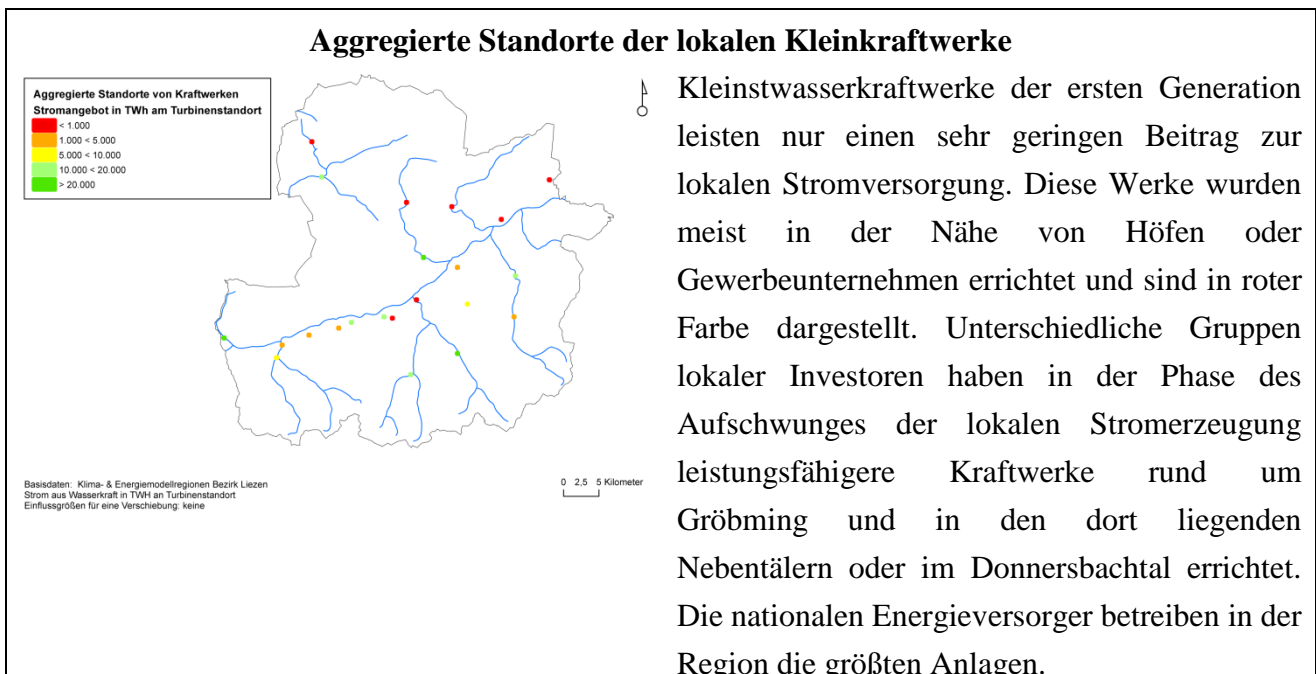 Aggregierte Standorte der lokalen Kleinkraftwerke
Aggregierte Standorte von Kraftwerken
Stromangebot in TWh am Turbinenstandort
< 1.000
1.000 < 5.000
5.000 < 10.000
10.000 < 20.000
> 20.000
Basisdaten: Klima- & Energiemodellregionen Bezirk Liezen
Strom aus Wasserkraft in TWH an Turbinenstandort
Einflussgrößen für eine Verschiebung: keine
0 2,5 5 Kilometer
Kleinstwasserkraftwerke der ersten Generation
leisten nur einen sehr geringen Beitrag zur
lokalen Stromversorgung. Diese Werke wurden
meist in der Nähe von Höfen oder
Gewerbeunternehmen errichtet und sind in roter
Farbe dargestellt. Unterschiedliche Gruppen
lokaler Investoren haben in der Phase des
Aufschwunges der lokalen Stromerzeugung
leistungsfähigere Kraftwerke rund um
Gröbming und in den dort liegenden
Nebentälern oder im Donnersbachtal errichtet.
Die nationalen Energieversorger betreiben in der
Region die größten Anlagen.